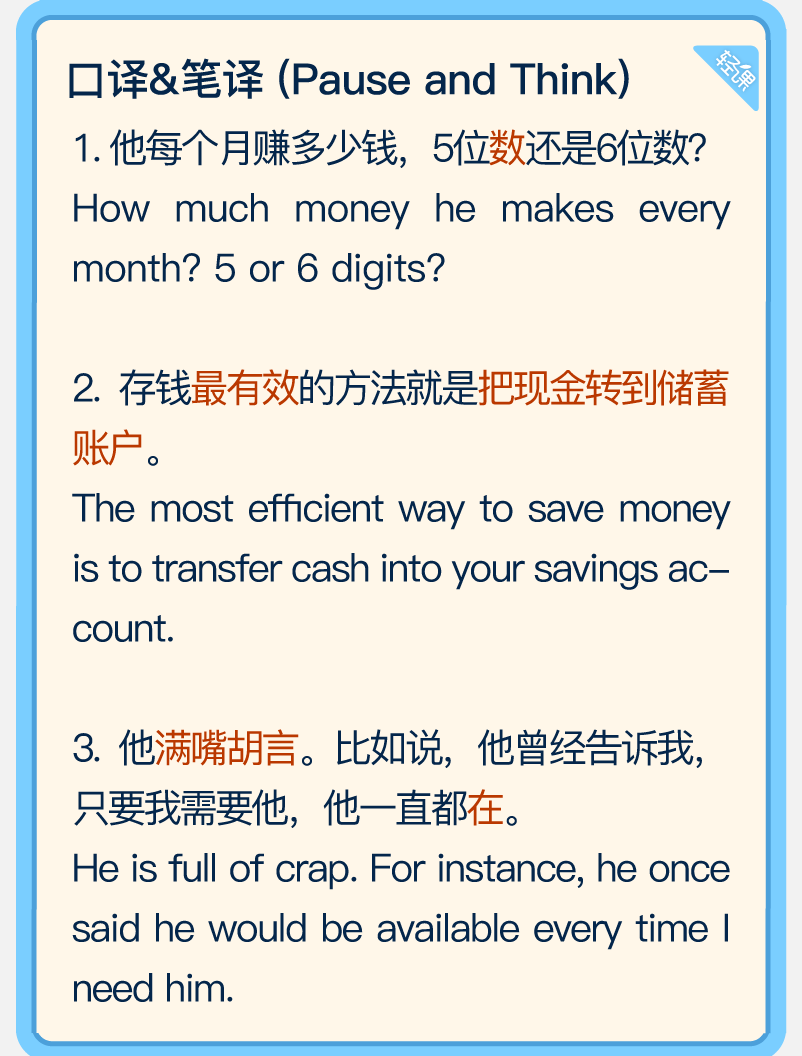 口译&笔译 (Pause and Think)
轻课
1. 他每个月赚多少钱，5位数还是6位数？
How much money he makes every
month? 5 or 6 digits?
2. 存钱最有效的方法就是把现金转到储蓄
账户。
The most efficient way to save money
is to transfer cash into your savings ac–
count.
3. 他满嘴胡言。比如说，他曾经告诉我，
只要我需要他，他一直都在。
He is full of crap. For instance, he once
said he would be available every time I
need him.